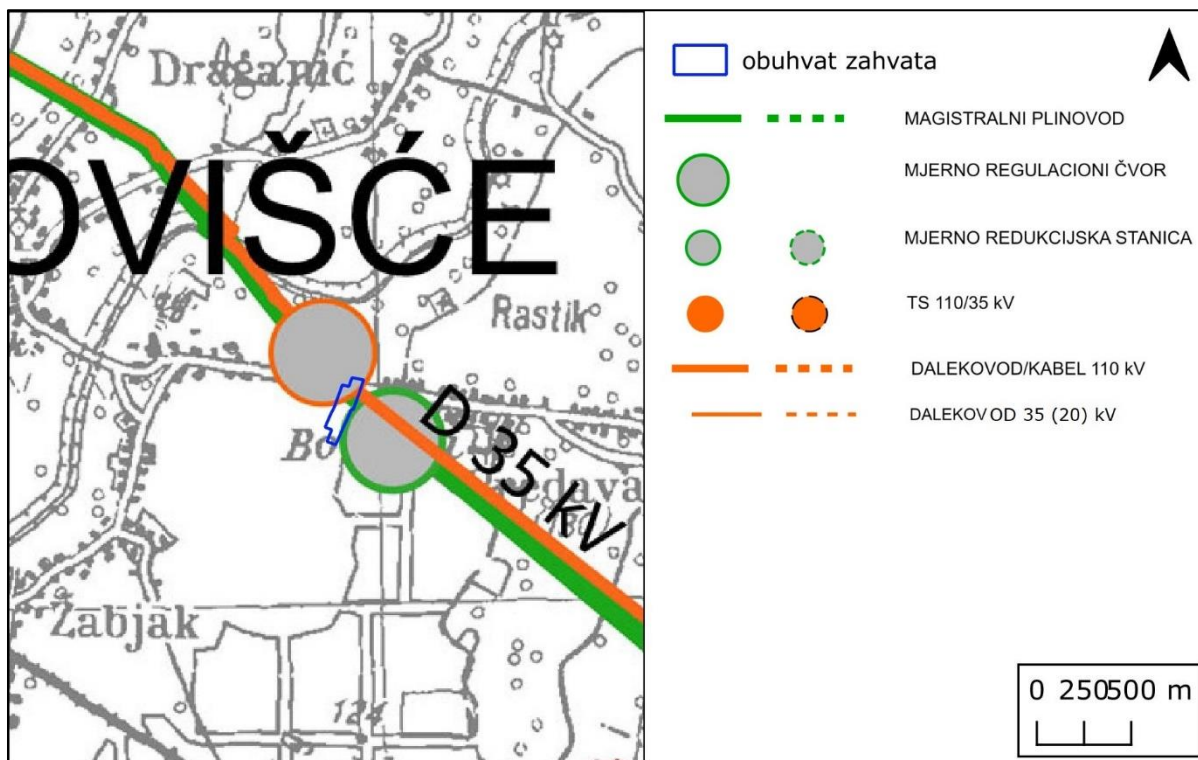 Draganić
OVIŠĆE
Rastik
D 35 kV
Bo
Žabjak
124
obuhvat zahvata
MAGISTRALNI PLINOVOD
MJERNO REGULACIONI ČVOR
MJERNO REDUKCIJSKA STANICA
TS 110/35 kV
DALEKOVOD/KABEL 110 kV
DALEKOVOD 35 (20) kV
0 250500 m